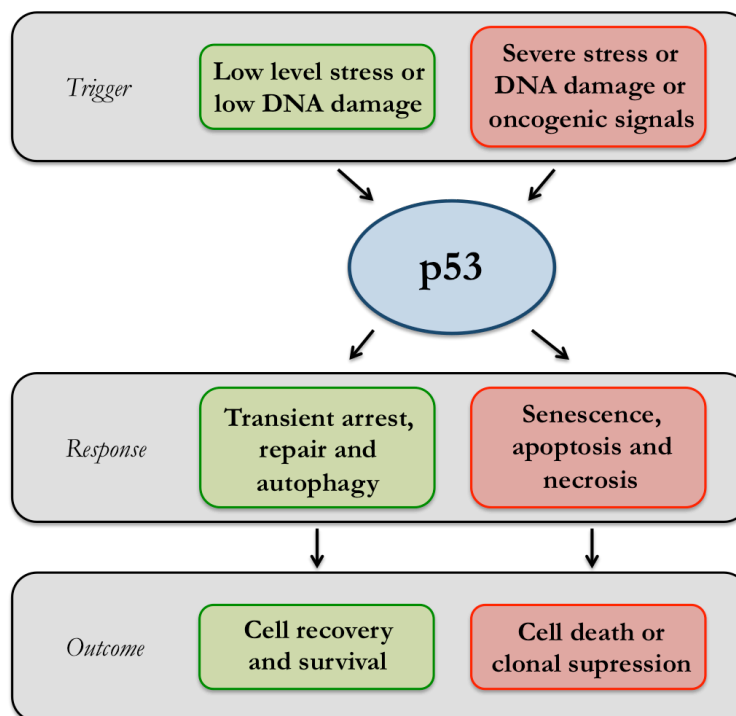 Trigger
Low level stress or
low DNA damage
Severe stress or
DNA damage or
oncogenic signals
p53
Response
Transient arrest,
repair and
autophagy
Senescence,
apoptosis and
necrosis
Outcome
Cell recovery
and survival
Cell death or
clonal supression